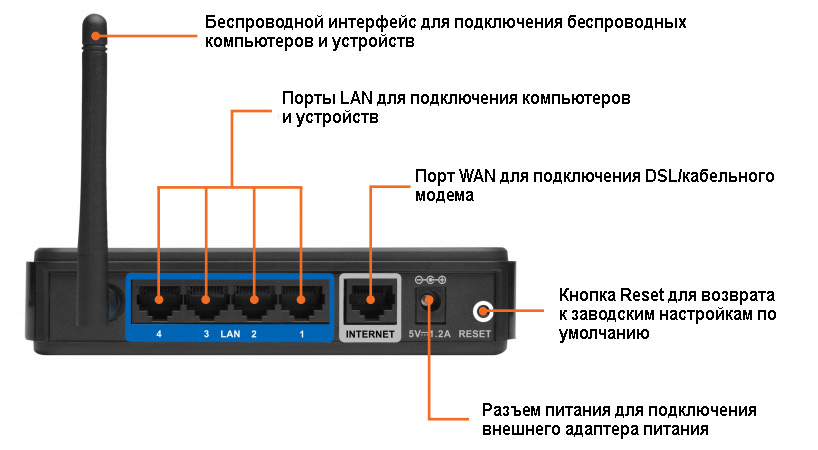 Беспроводной интерфейс для подключения беспроводных
компьютеров и устройств
Порты LAN для подключения компьютеров
и устройств
Порт WAN для подключения DSL/кабельного
модема
Кнопка Reset для возврата
к заводским настройкам по
умолчанию
4 3 LAN 2 1 INTERNET 5V⎓1.2A RESET
Разъем питания для подключения
внешнего адаптера питания